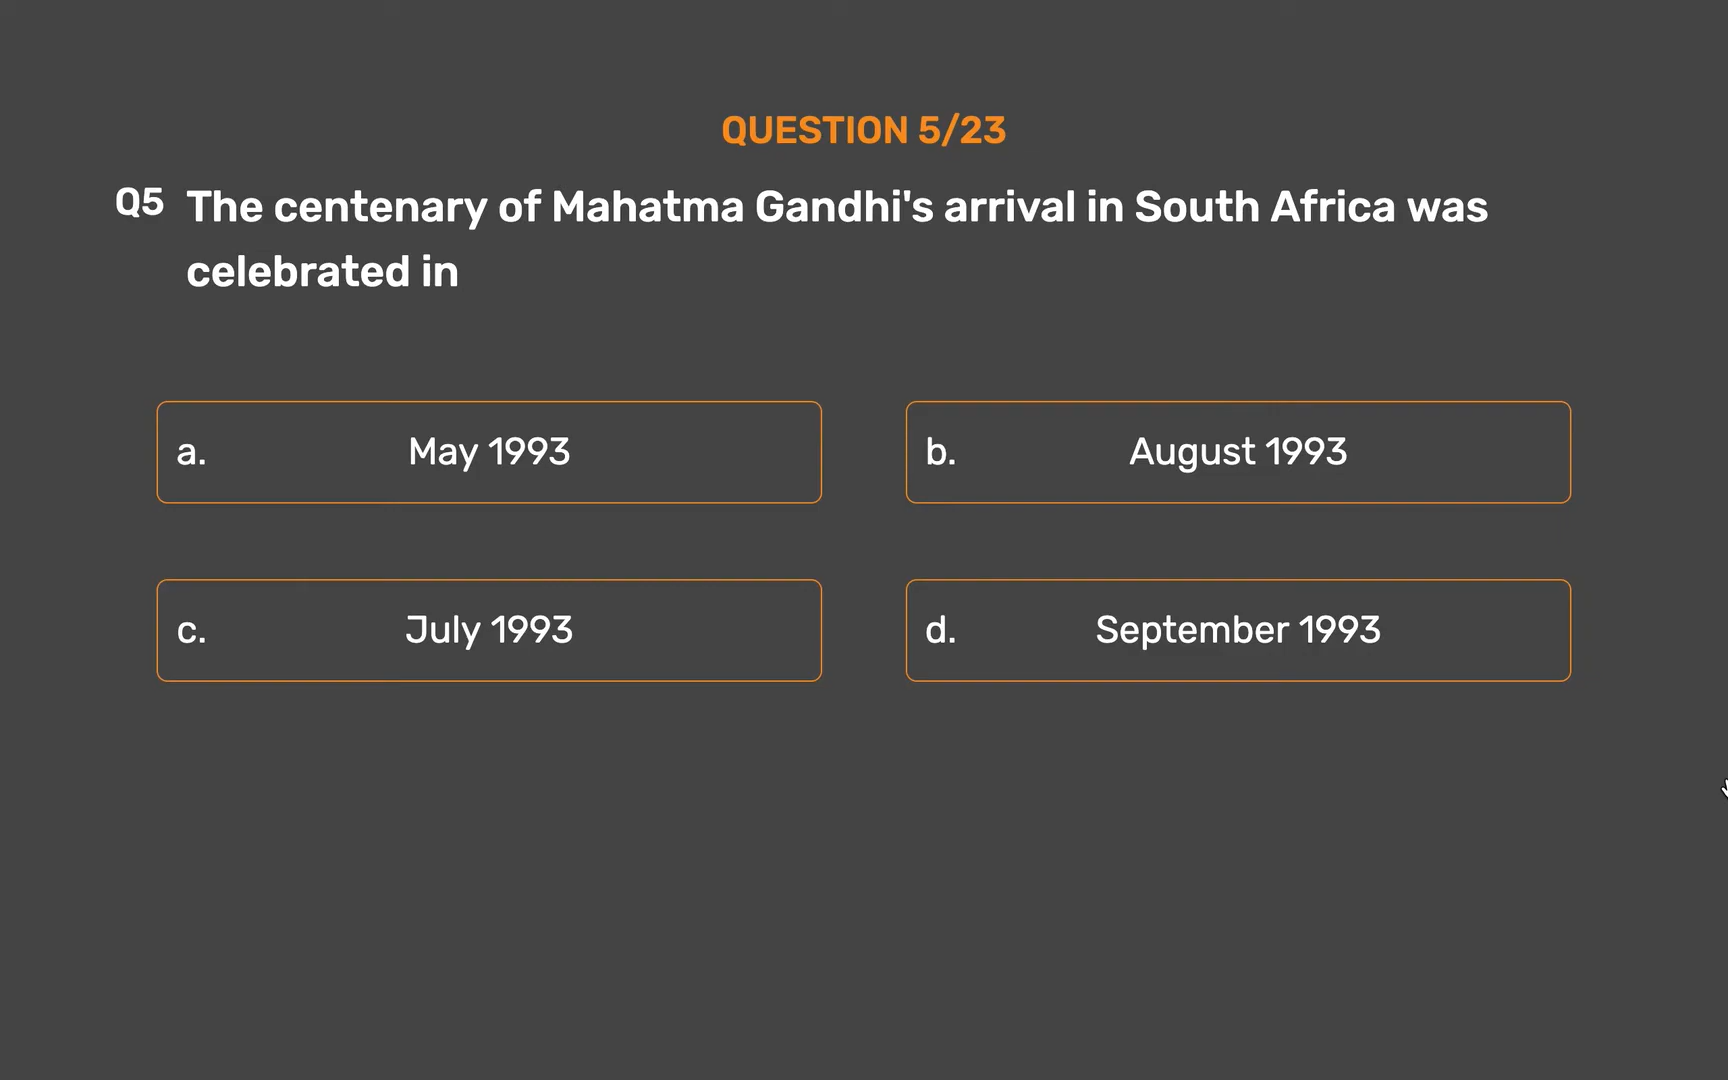 QUESTION 5/23
Q5 The centenary of Mahatma Gandhi's arrival in South Africa was
celebrated in
a. May 1993
b. August 1993
c. July 1993
d. September 1993